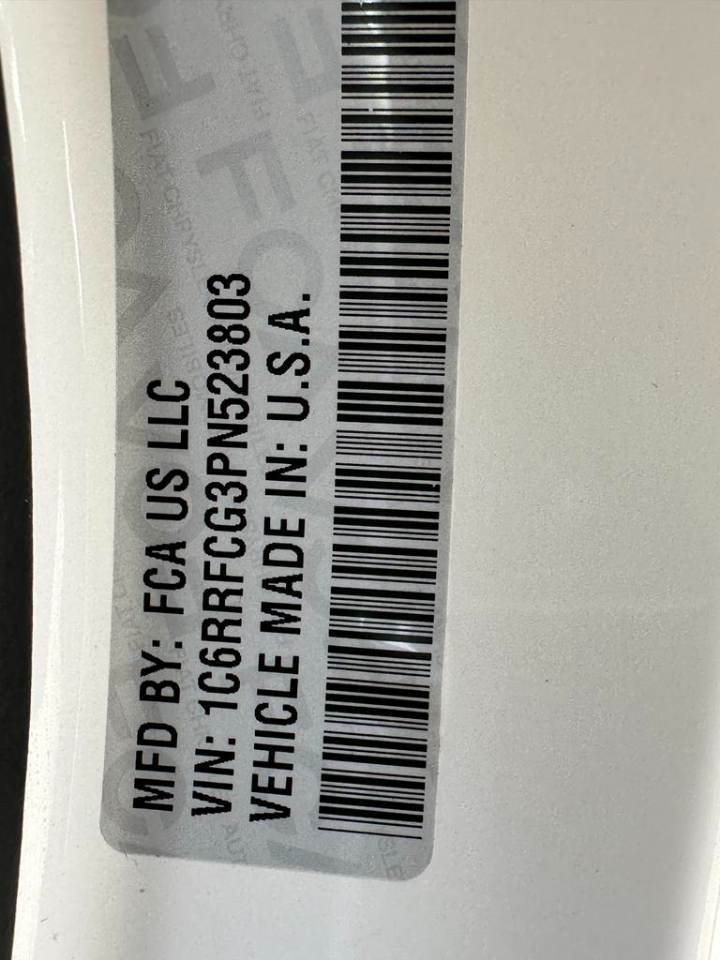 MFD BY: FCA US LLC
VIN: 1C6RRFCG3PN523803
VEHICLE MADE IN: U.S.A.